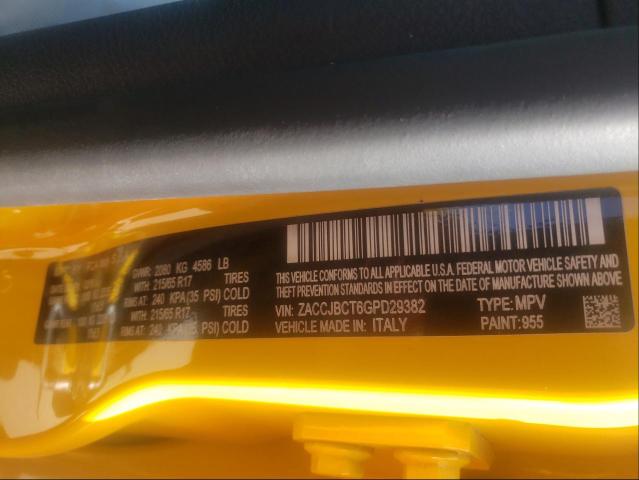 GVWR: 2080 KG 4586 LB
WITH: 215/65 R17 TIRES
RIMS AT: 240 KPA (35 PSI) COLD
WITH: 215/65 R17 TIRES
RIMS AT: 240 KPA (35 PSI) COLD
THIS VEHICLE CONFORMS TO ALL APPLICABLE U.S.A. FEDERAL MOTOR VEHICLE SAFETY AND
THEFT PREVENTION STANDARDS IN EFFECT ON THE DATE OF MANUFACTURE SHOWN ABOVE
VIN: ZACCJBCT6GPD29382 TYPE: MPV
VEHICLE MADE IN: ITALY PAINT: 955